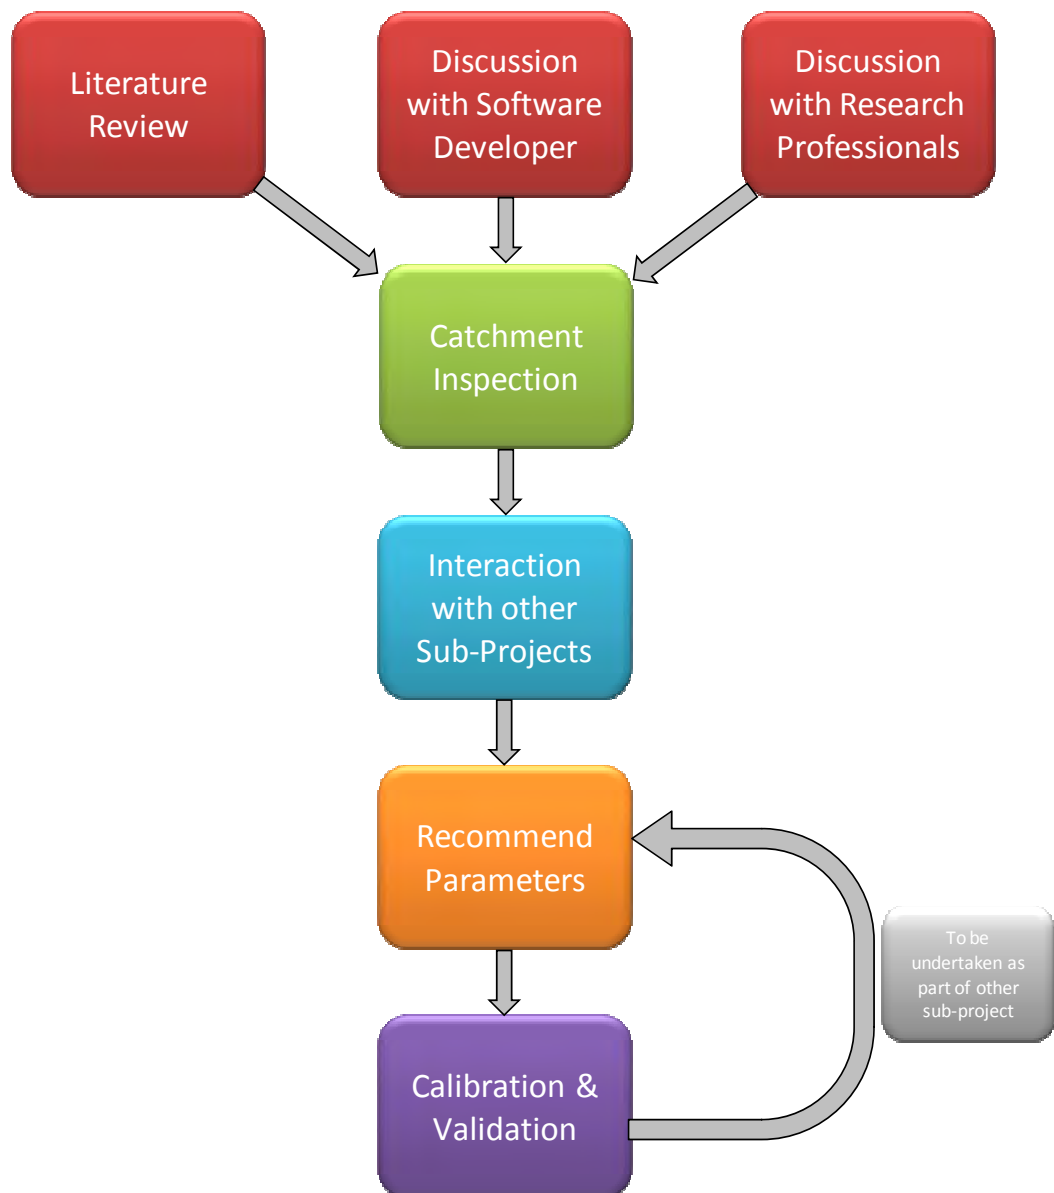 Literature
Review
Discussion
with Software
Developer
Discussion
with Research
Professionals
Catchment
Inspection
Interaction
with other
Sub-Projects
Recommend
Parameters
To be
undertaken as
part of other
sub-project
Calibration &
Validation